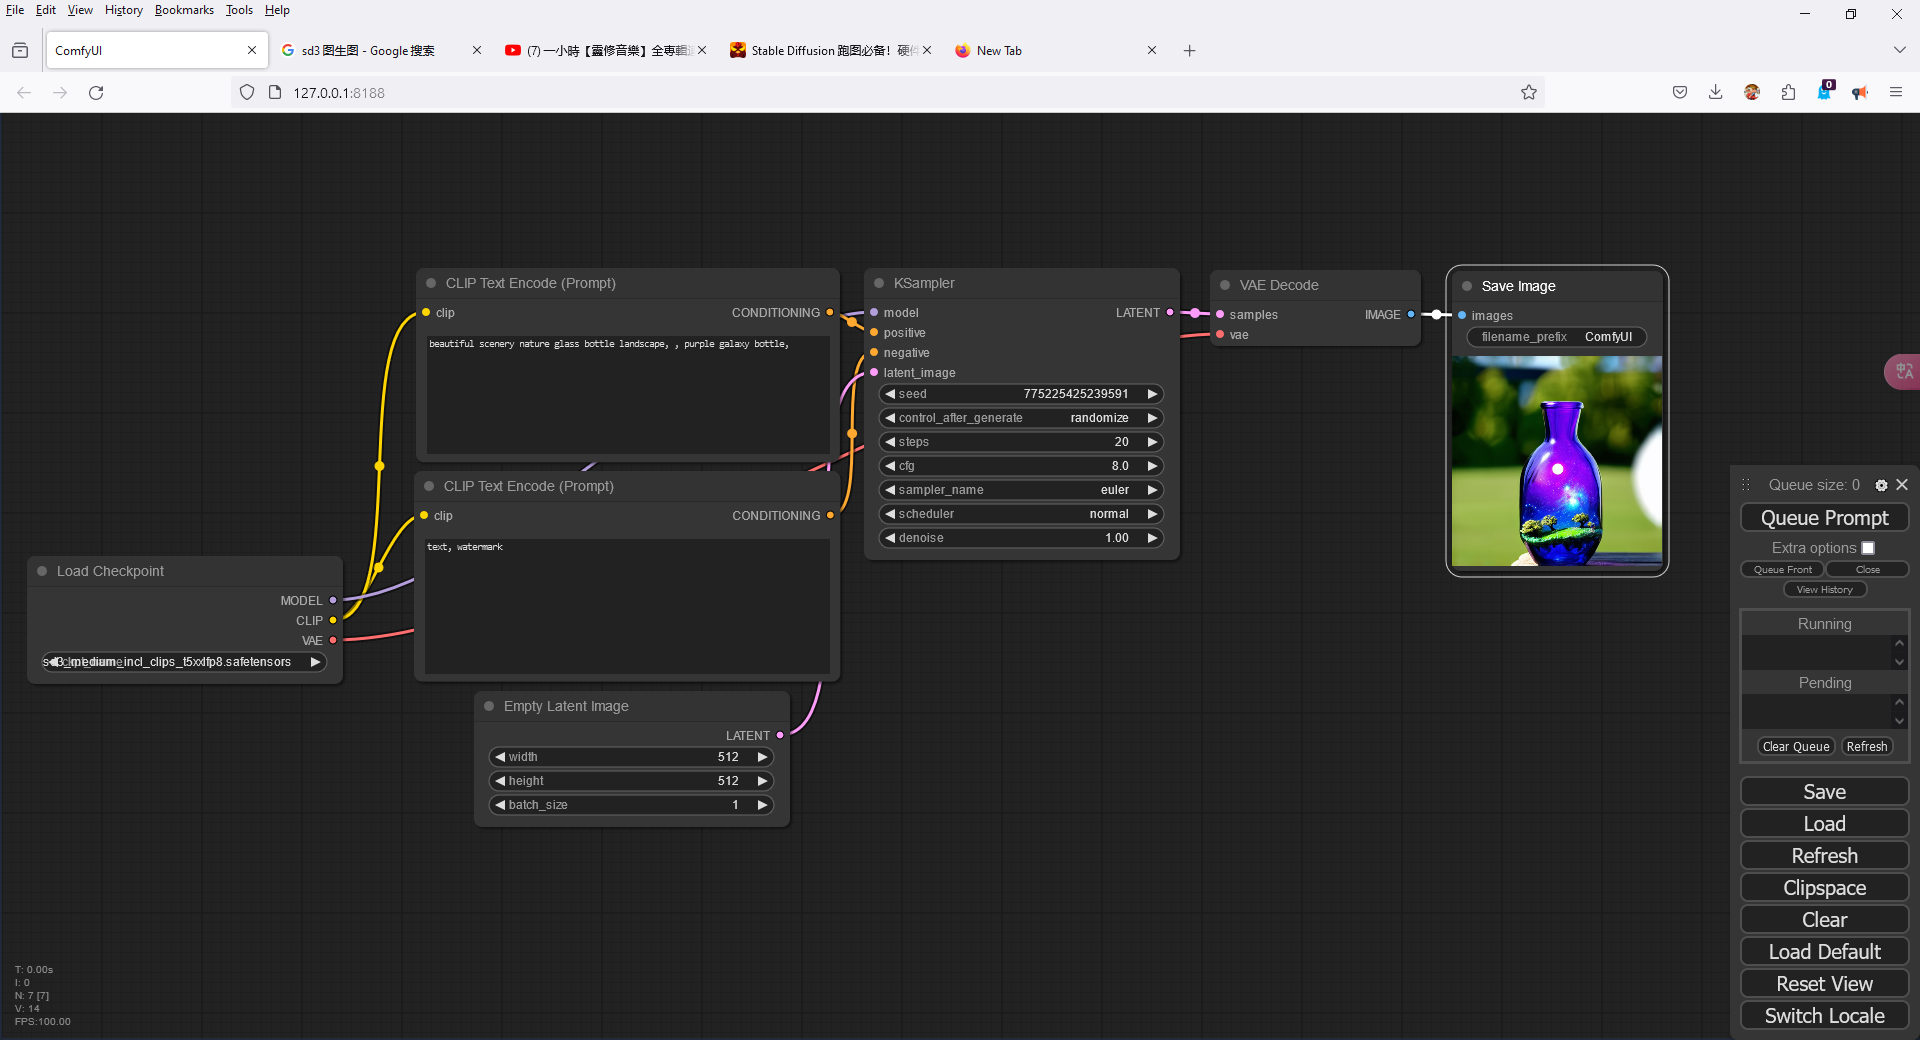 File Edit View History Bookmarks Tools Help
ComfyUI
sd3 图生图 - Google 搜索
(7) 一小時【靈修音樂】全專輯
Stable Diffusion 跑图必备！硬件
New Tab
127.0.0.1:8188
0
CLIP Text Encode (Prompt)
clip CONDITIONING
beautiful scenery nature glass bottle landscape, , purple galaxy bottle,
CLIP Text Encode (Prompt)
clip CONDITIONING
text, watermark
Load Checkpoint
MODEL
CLIP
VAE
sd3_medium_incl_clips_t5xxlfp8.safetensors
Empty Latent Image
LATENT
width 512
height 512
batch_size 1
KSampler
model LATENT
positive
negative
latent_image
seed 775225425239591
control_after_generate randomize
steps 20
cfg 8.0
sampler_name euler
scheduler normal
denoise 1.00
VAE Decode
samples IMAGE
vae
Save Image
images
filename_prefix ComfyUI
中A
Queue size: 0
Queue Prompt
Extra options
Queue Front Close
View History
Running
Pending
Clear Queue Refresh
Save
Load
Refresh
Clipspace
Clear
Load Default
Reset View
Switch Locale
T: 0.00s
I: 0
N: 7 [7]
V: 14
FPS:100.00